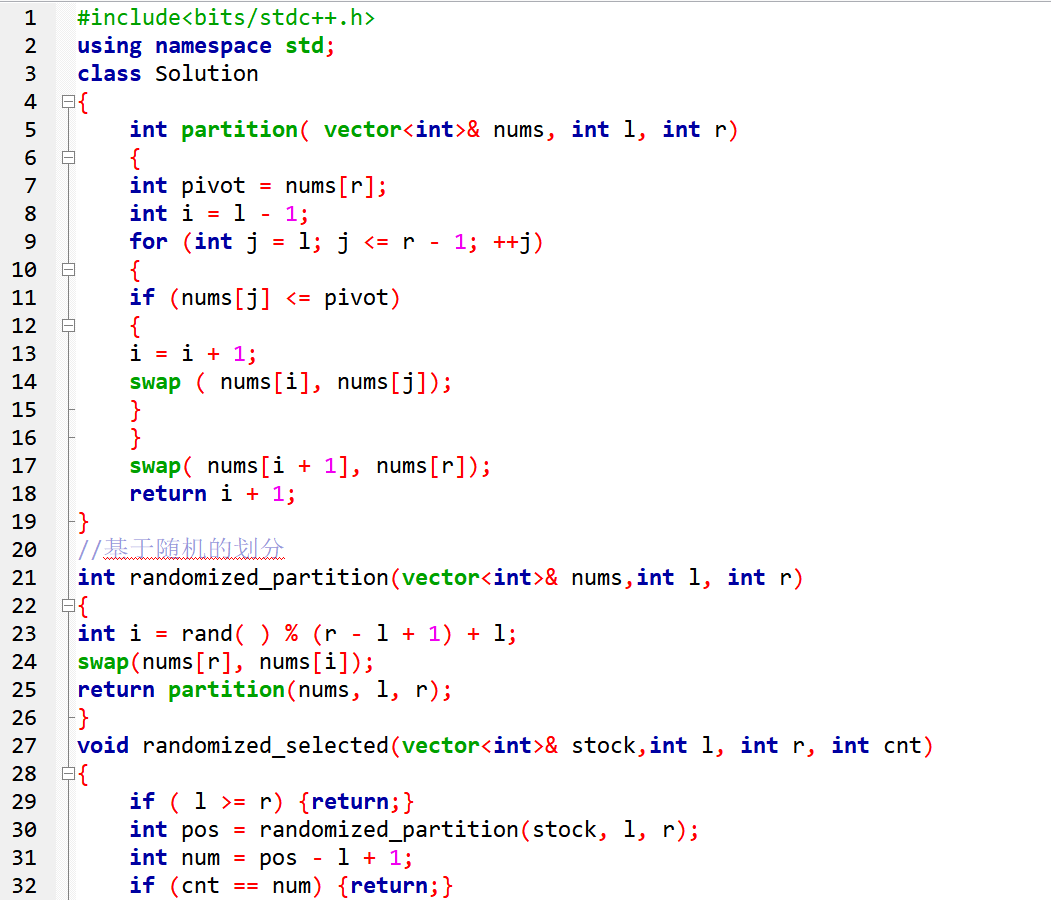 1 #include<bits/stdc++.h>
2 using namespace std;
3 class Solution
4 {
5 int partition( vector<int>& nums, int l, int r)
6 {
7 int pivot = nums[r];
8 int i = l - 1;
9 for (int j = l; j <= r - 1; ++j)
10 {
11 if (nums[j] <= pivot)
12 {
13 i = i + 1;
14 swap ( nums[i], nums[j]);
15 }
16 }
17 swap( nums[i + 1], nums[r]);
18 return i + 1;
19 }
20 //基于随机的划分
21 int randomized_partition(vector<int>& nums,int l, int r)
22 {
23 int i = rand( ) % (r - l + 1) + l;
24 swap(nums[r], nums[i]);
25 return partition(nums, l, r);
26 }
27 void randomized_selected(vector<int>& stock,int l, int r, int cnt)
28 {
29 if ( l >= r) {return;}
30 int pos = randomized_partition(stock, l, r);
31 int num = pos - l + 1;
32 if (cnt == num) {return;}